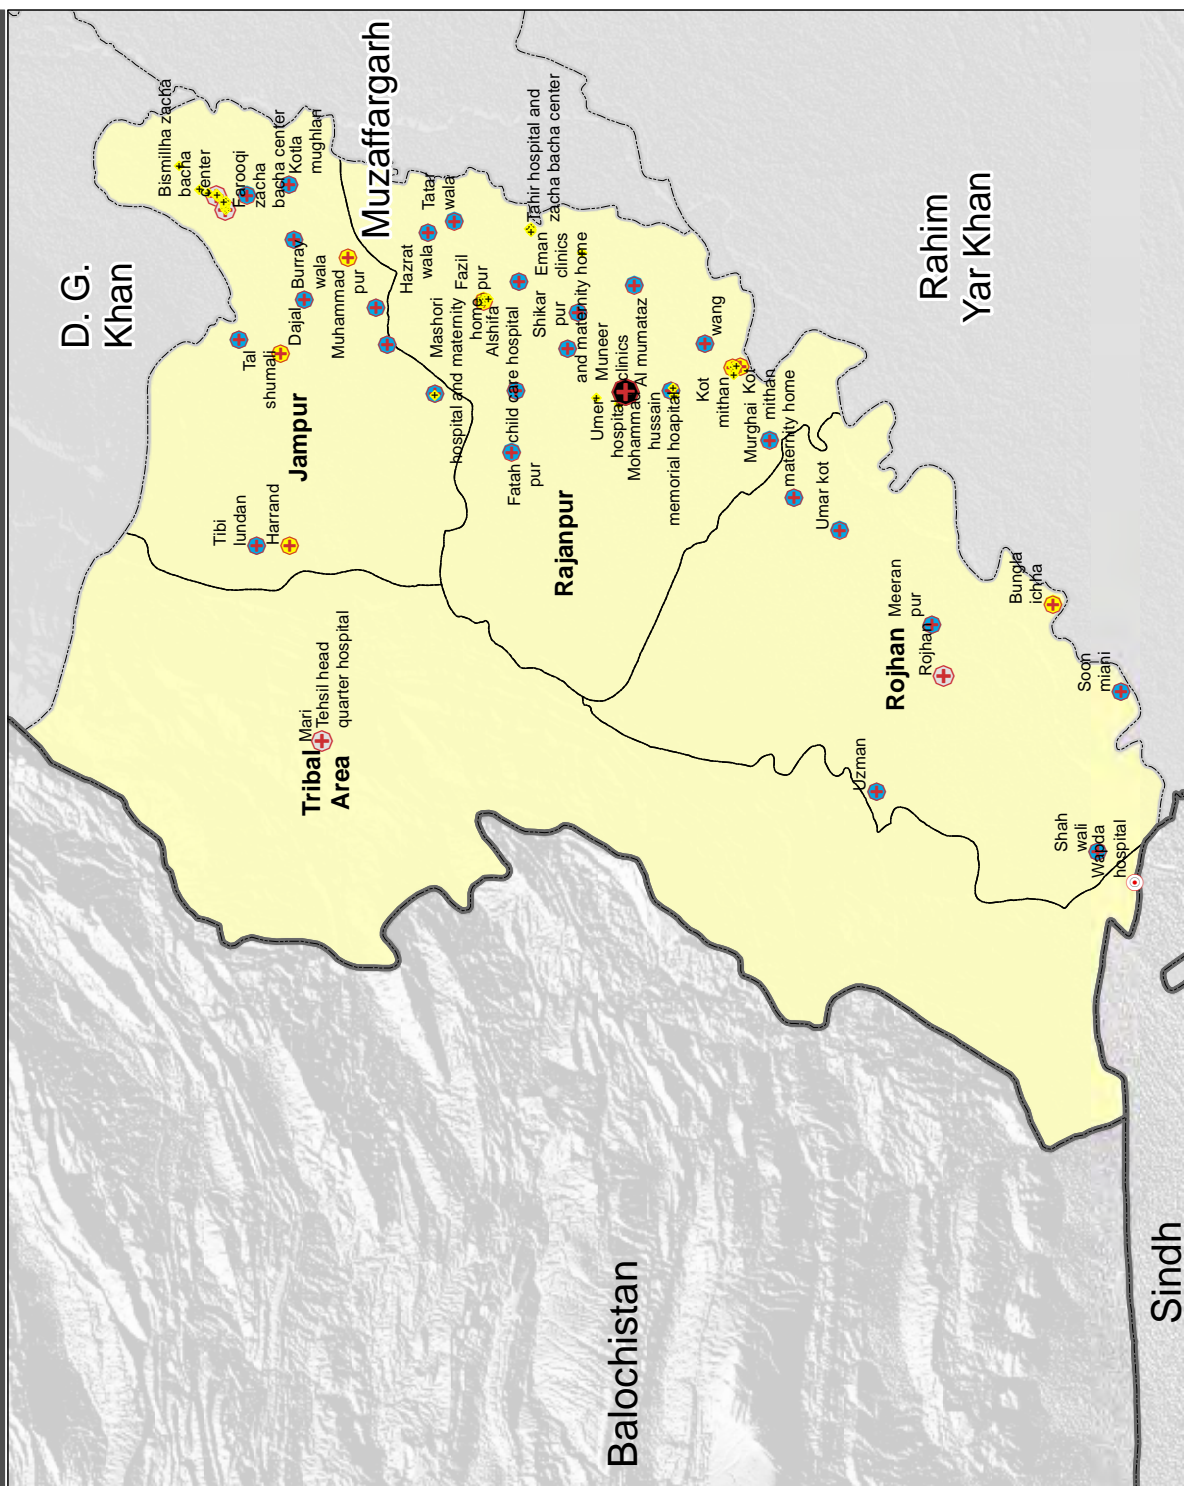 D. G.
Khan
Muzaffargarh
Rahim
Yar Khan
Balochistan
Sindh
Jampur
Rajanpur
Rojhan
Tribal
Area
Bismillha zacha
bacha
center
Farooqi
zacha
bacha center
Kotla
mughlan
Burray
wala
Dajal
Muhammad
pur
Tal
shumali
Tibi
lundan
Harrand
Mari
Tehsil head
quarter hospital
Tatar
wala
Hazrat
wala
Fazil
pur
Mashori
hospital and maternity
home
Alshifa
child care hospital
Fatah
pur
Tahir hospital and
zacha bacha center
Eman
clinics
and maternity home
Shikar
pur
Umer
hospital
Muneer
clinics
Al mumataz
Mohammad
hussain
memorial hoapital
wang
Kot
mithan
Kot
mithan
Murghai
maternity home
Umar kot
Meeran
pur
Rojhan
Bungla
ichha
Soon
miani
Uzman
Shah
wali
Wapda
hospital